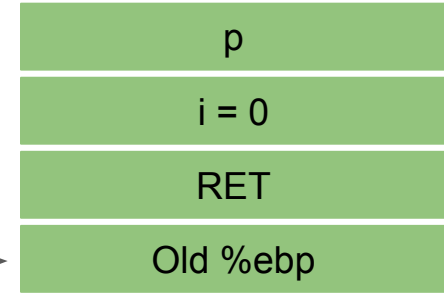 p
i = 0
RET
Old %ebp